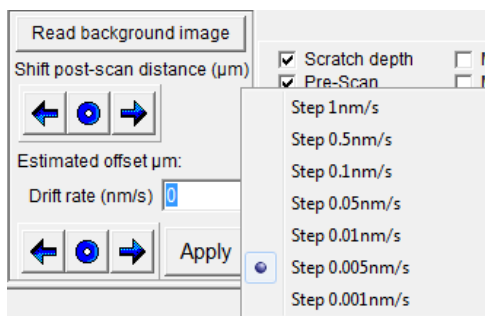 Read background image
Shift post-scan distance (µm)
Scratch depth
Pre-Scan
Estimated offset µm:
Drift rate (nm/s) 0
Apply
Step 1nm/s
Step 0.5nm/s
Step 0.1nm/s
Step 0.05nm/s
Step 0.01nm/s
Step 0.005nm/s
Step 0.001nm/s